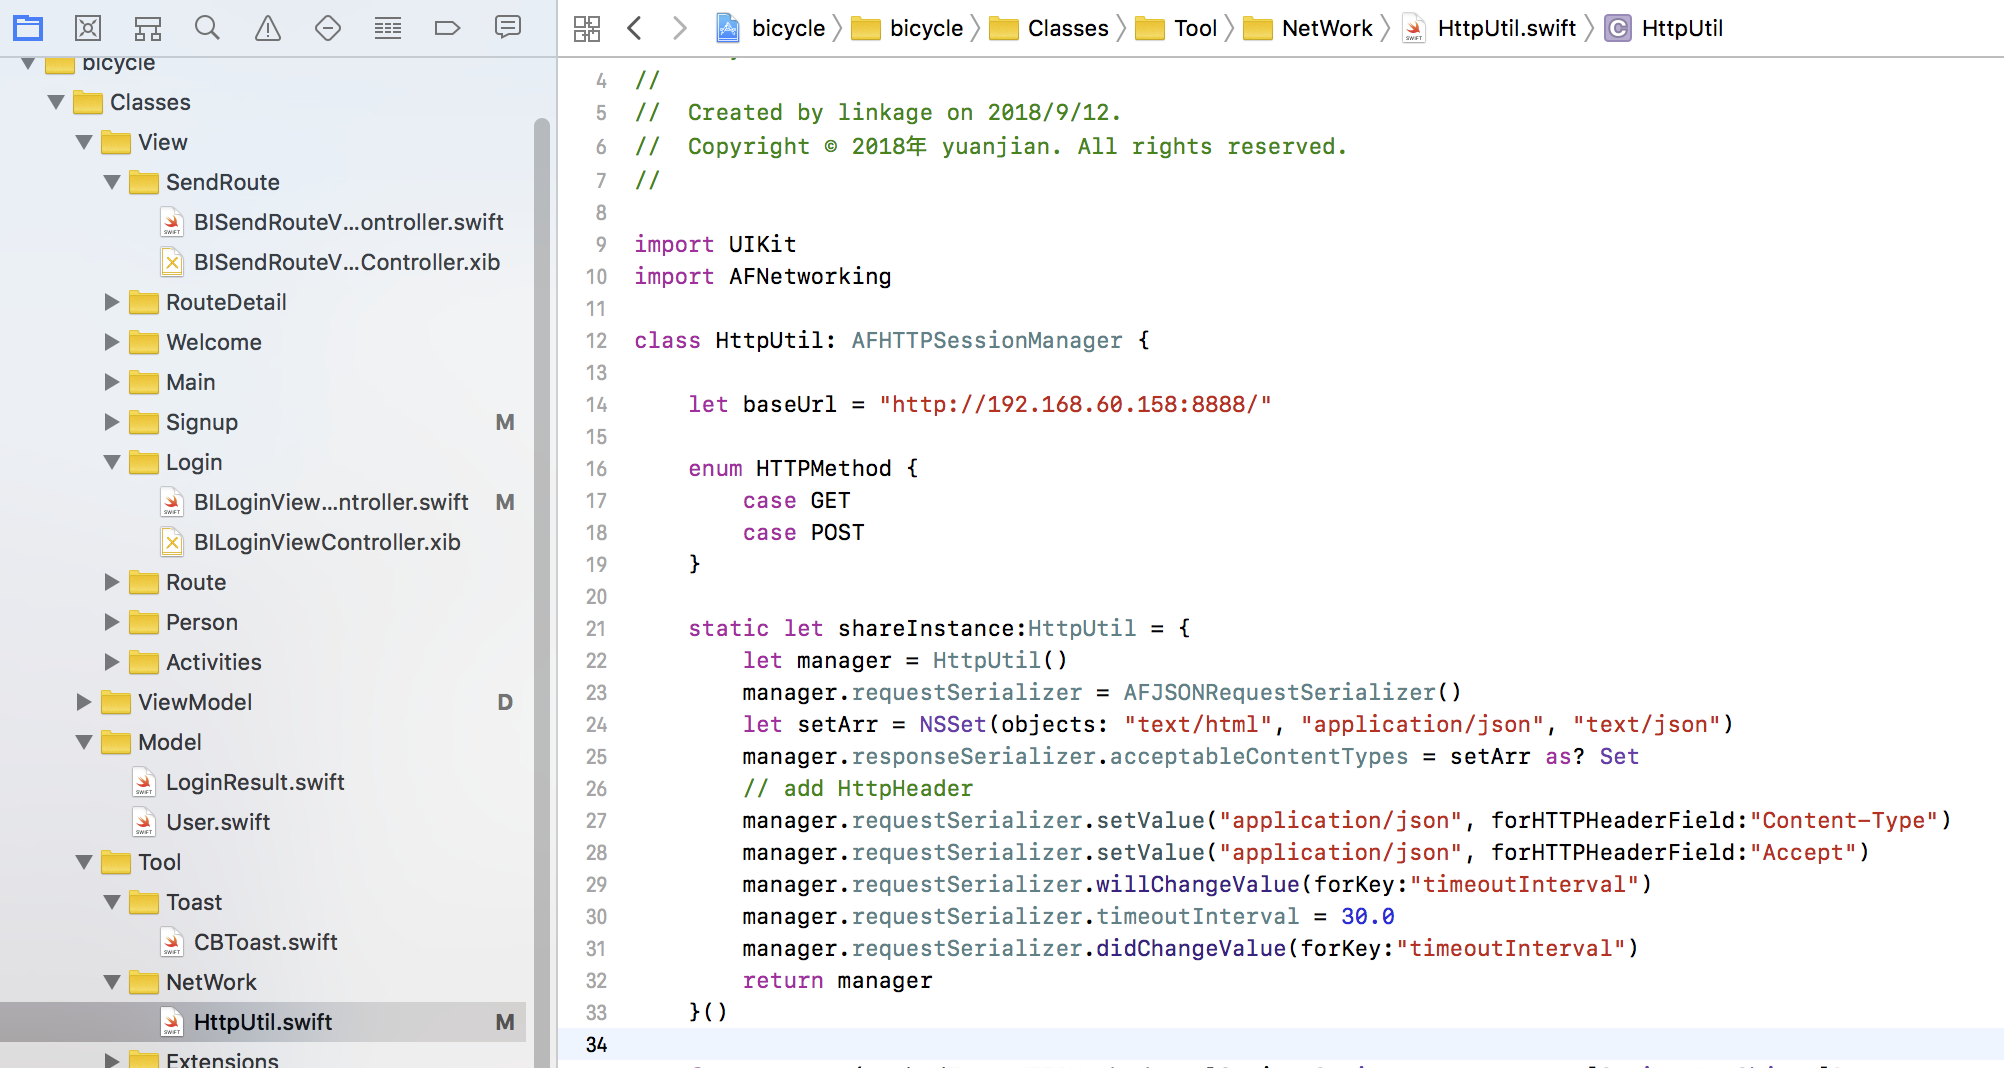 bicycle bicycle Classes Tool NetWork HttpUtil.swift HttpUtil
bicycle
Classes
View
SendRoute
BISendRouteV...ontroller.swift
BISendRouteV...Controller.xib
RouteDetail
Welcome
Main
Signup M
Login
BILoginView...ntroller.swift M
BILoginViewController.xib
Route
Person
Activities
ViewModel D
Model
LoginResult.swift
User.swift
Tool
Toast
CBToast.swift
NetWork
HttpUtil.swift M
Extensions
4 //
5 // Created by linkage on 2018/9/12.
6 // Copyright © 2018年 yuanjian. All rights reserved.
7 //
8
9 import UIKit
10 import AFNetworking
11
12 class HttpUtil: AFHTTPSessionManager {
13
14 let baseUrl = "http://192.168.60.158:8888/"
15
16 enum HTTPMethod {
17 case GET
18 case POST
19 }
20
21 static let shareInstance:HttpUtil = {
22 let manager = HttpUtil()
23 manager.requestSerializer = AFJSONRequestSerializer()
24 let setArr = NSSet(objects: "text/html", "application/json", "text/json")
25 manager.responseSerializer.acceptableContentTypes = setArr as? Set
26 // add HttpHeader
27 manager.requestSerializer.setValue("application/json", forHTTPHeaderField:"Content-Type")
28 manager.requestSerializer.setValue("application/json", forHTTPHeaderField:"Accept")
29 manager.requestSerializer.willChangeValue(forKey:"timeoutInterval")
30 manager.requestSerializer.timeoutInterval = 30.0
31 manager.requestSerializer.didChangeValue(forKey:"timeoutInterval")
32 return manager
33 }()
34